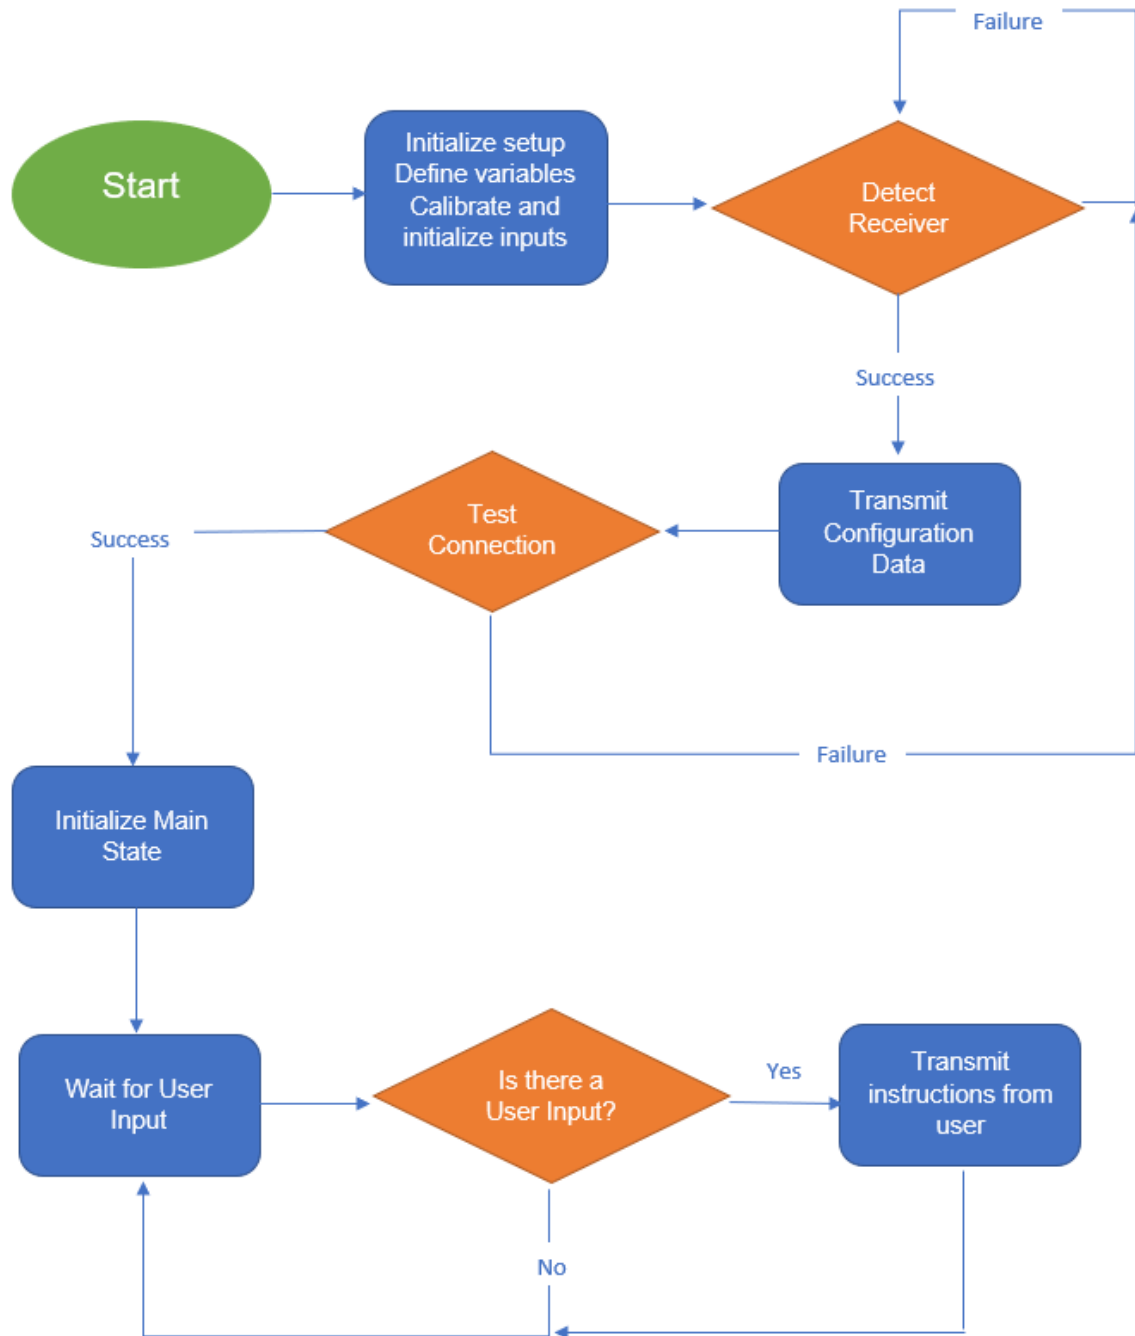 Failure
Start
Initialize setup
Define variables
Calibrate and
initialize inputs
Detect
Receiver
Success
Transmit
Configuration
Data
Test
Connection
Success
Failure
Initialize Main
State
Wait for User
Input
Is there a
User Input?
Yes
Transmit
instructions from
user
No